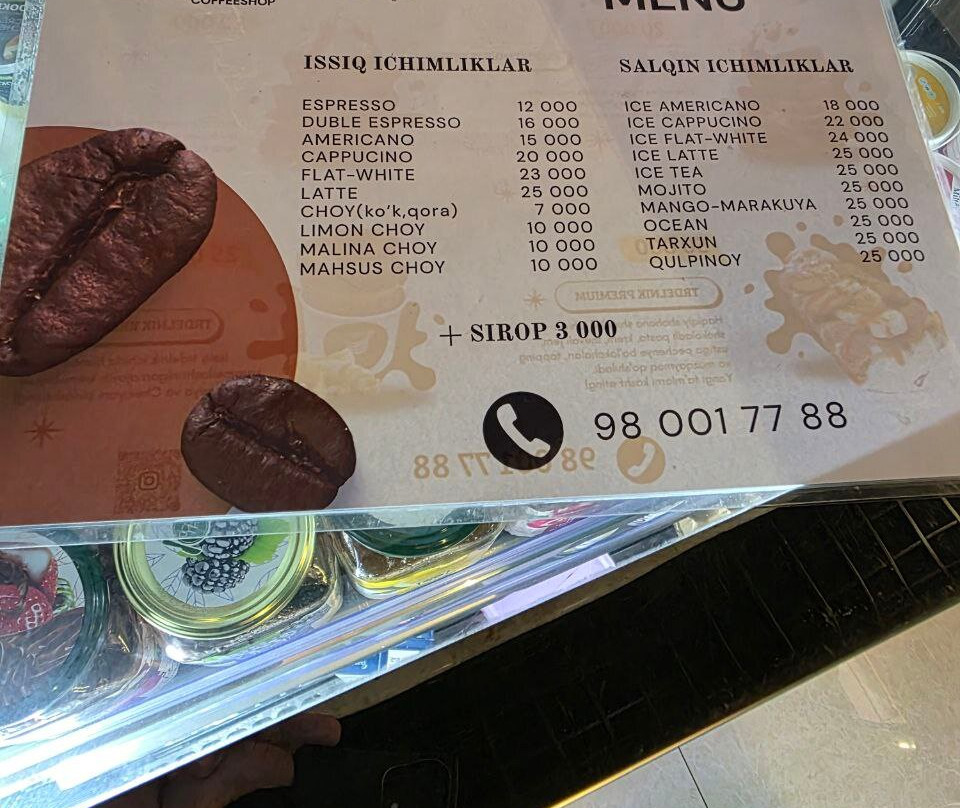 COFFEESHOP
MENU
ISSIQ ICHIMLIKLAR
ESPRESSO 12 000
DUBLE ESPRESSO 16 000
AMERICANO 15 000
CAPPUCINO 20 000
FLAT-WHITE 23 000
LATTE 25 000
CHOY(ko'k,qora) 7 000
LIMON CHOY 10 000
MALINA CHOY 10 000
MAHSUS CHOY 10 000
SALQIN ICHIMLIKLAR
ICE AMERICANO 18 000
ICE CAPPUCINO 22 000
ICE FLAT-WHITE 24 000
ICE LATTE 25 000
ICE TEA 25 000
MOJITO 25 000
MANGO-MARAKUYA 25 000
OCEAN 25 000
TARXUN 25 000
QULPINOY 25 000
+ SIROP 3 000
98 001 77 88
TRDELNIK PREMIUM
98 001 77 88